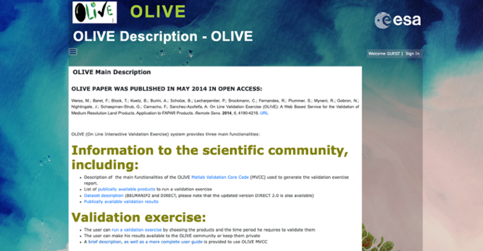 OLIVE
OLIVE
esa
OLIVE Description - OLIVE
Welcome GUEST | Sign In
OLIVE Main Description
OLIVE PAPER WAS PUBLISHED IN MAY 2014 IN OPEN ACCESS:
Weiss, M.; Baret, F.; Block, T.; Koetz, B.; Burini, A.; Scholze, B.; Lecharpentier, P.; Brockmann, C.; Fernandes, R.; Plummer, S.; Myneni, R.; Gobron, N.;
Nightingale, J.; Schaepman-Strub, G.; Camacho, F.; Sanchez-Azofeifa, A. On Line Validation Exercise (OLIVE): A Web Based Service for the Validation of
Medium Resolution Land Products. Application to FAPAR Products. Remote Sens. 2014, 6, 4190-4216. URL
OLIVE (On Line Interactive Validation Exercise) system provides three main functionalities:
Information to the scientific community,
including:
Description of the main functionalities of the OLIVE Matlab Validation Core Code (MVCC) used to generate the validation exercise
report.
List of publically available products to run a validation exercise
Dataset description (BELMANIP2 and DIRECT, please note that the updated version DIRECT 2.0 is also available)
Publically available validation results
Validation exercise:
The user can run a validation exercise by choosing the products and the time period he requires to validate them
The user can make his results available to the OLIVE community or keep them private
A brief description, as well as a more complete user guide is provided to use OLIVE MVCC